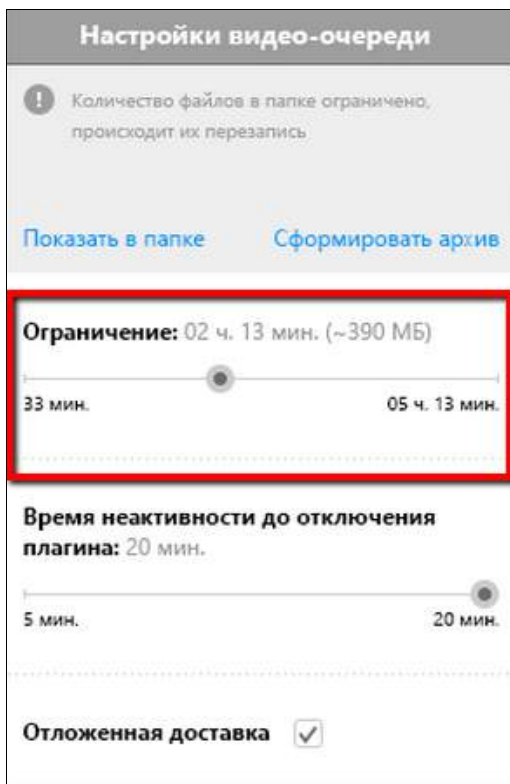 Настройки видео-очереди
Количество файлов в папке ограничено,
происходит их перезапись
Показать в папке Сформировать архив
Ограничение: 02 ч. 13 мин. (~390 МБ)
33 мин. 05 ч. 13 мин.
Время неактивности до отключения
плагина: 20 мин.
5 мин. 20 мин.
Отложенная доставка